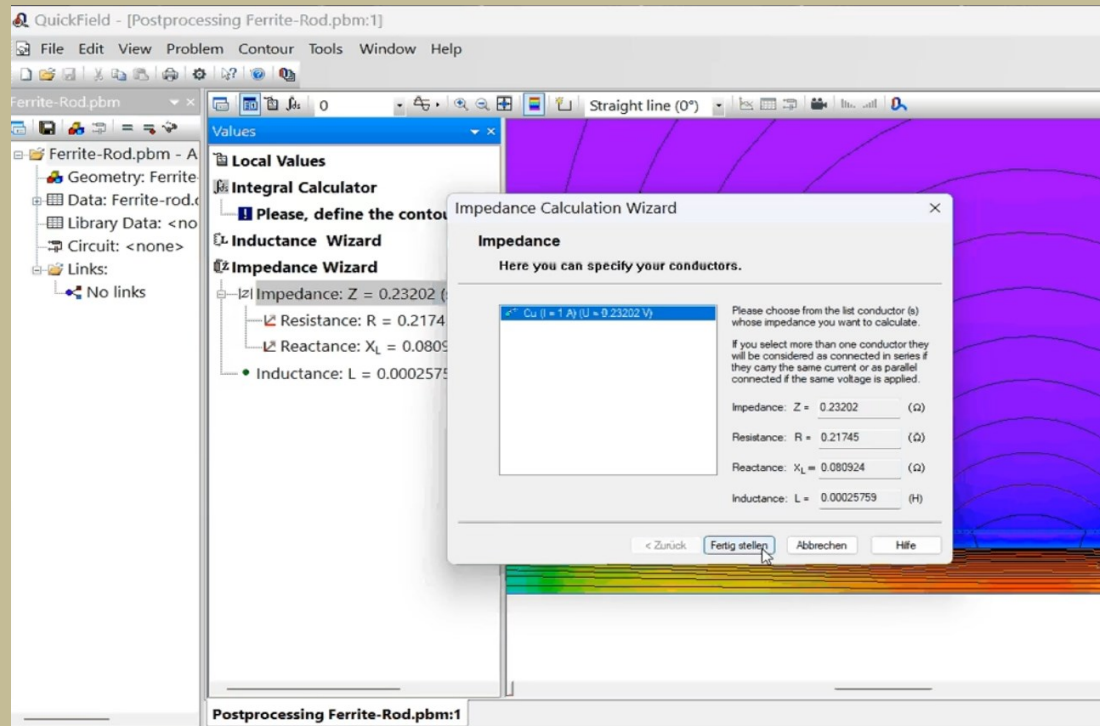 QuickField - [Postprocessing Ferrite-Rod.pbm:1]
File Edit View Problem Contour Tools Window Help
Ferrite-Rod.pbm
0
Straight line (0°)
Values
Ferrite-Rod.pbm - A
Geometry: Ferrite
Data: Ferrite-rod.
Library Data: <no
Circuit: <none>
Links:
No links
Local Values
Integral Calculator
Please, define the contou
Inductance Wizard
Impedance Wizard
Impedance: Z = 0.23202 (
Resistance: R = 0.2174
Reactance: XL = 0.0809
Inductance: L = 0.0002575
Impedance Calculation Wizard
Impedance
Here you can specify your conductors.
Cu (I = 1 A) (U = 0.23202 V)
Please choose from the list conductor (s)
whose impedance you want to calculate.
If you select more than one conductor they
will be considered as connected in series if
they carry the same current or as parallel
connected if the same voltage is applied.
Impedance: Z = 0.23202 (Ω)
Resistance: R = 0.21745 (Ω)
Reactance: XL = 0.080924 (Ω)
Inductance: L = 0.00025759 (H)
< Zurück Fertig stellen Abbrechen Hilfe
Postprocessing Ferrite-Rod.pbm:1